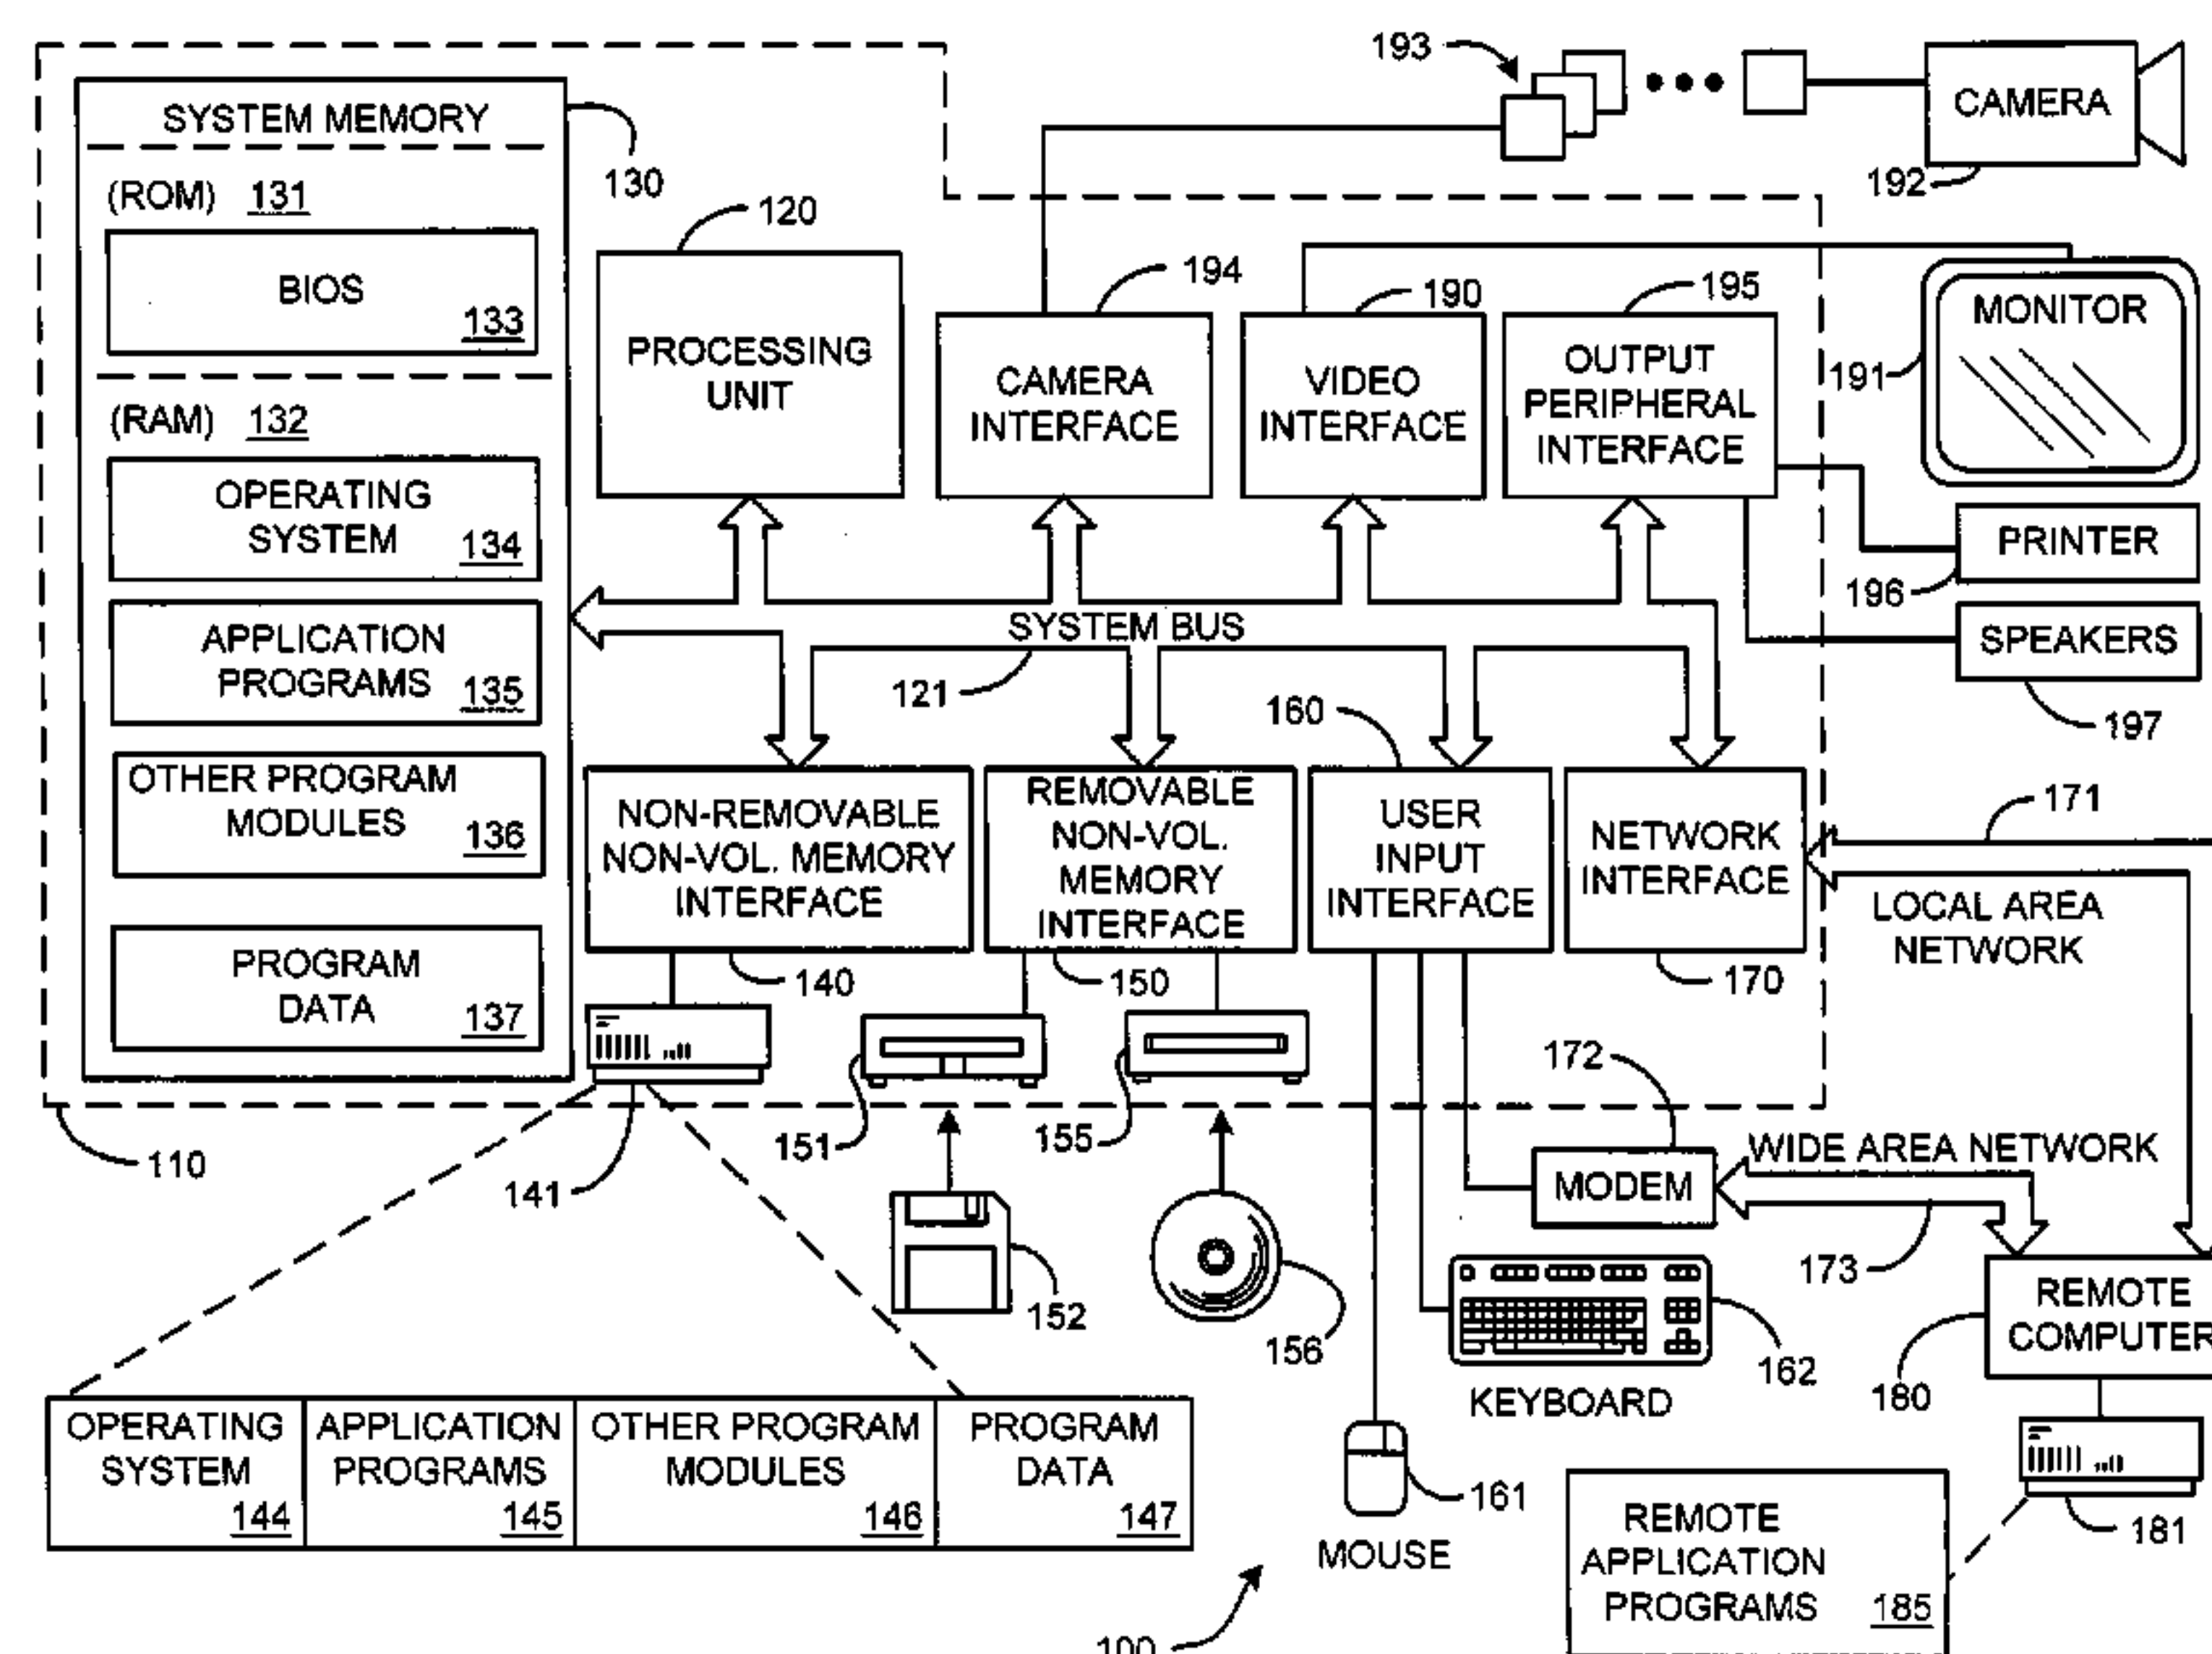 193
CAMERA
192
SYSTEM MEMORY
130
(ROM) 131
BIOS
133
(RAM) 132
OPERATING
SYSTEM 134
APPLICATION
PROGRAMS 135
OTHER PROGRAM
MODULES 136
PROGRAM
DATA 137
120
PROCESSING
UNIT
194
CAMERA
INTERFACE
190
VIDEO
INTERFACE
195
OUTPUT
PERIPHERAL
INTERFACE
MONITOR
191
PRINTER
196
SPEAKERS
197
SYSTEM BUS
121
NON-REMOVABLE
NON-VOL. MEMORY
INTERFACE
140
REMOVABLE
NON-VOL.
MEMORY
INTERFACE
150
160
USER
INPUT
INTERFACE
NETWORK
INTERFACE
170
171
LOCAL AREA
NETWORK
110
141
151
155
152
156
172
MODEM
WIDE AREA NETWORK
173
162
KEYBOARD
161
MOUSE
REMOTE
COMPUTER
180
181
OPERATING
SYSTEM
144
APPLICATION
PROGRAMS
145
OTHER PROGRAM
MODULES
146
PROGRAM
DATA
147
REMOTE
APPLICATION
PROGRAMS 185
100